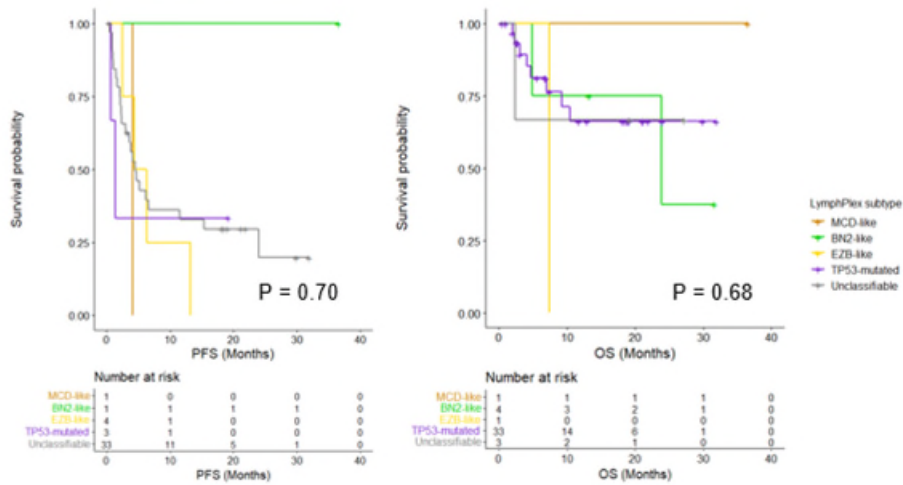 1.00
0.75
0.50
0.25
0.00
Survival probability
P = 0.70
0 10 20 30 40
PFS (Months)
Number at risk
MCD-like 1 0 0 0 0
BN2-like 1 1 1 1 0
EZB-like 4 1 0 0 0
TP53-mutated 3 1 0 0 0
Unclassifiable 33 11 5 1 0
0 10 20 30 40
PFS (Months)
1.00
0.75
0.50
0.25
0.00
Survival probability
P = 0.68
0 10 20 30 40
OS (Months)
Number at risk
MCD-like 1 1 1 1 0
BN2-like 4 3 2 1 0
EZB-like 1 0 0 0 0
TP53-mutated 33 14 6 1 0
Unclassifiable 3 2 1 0 0
0 10 20 30 40
OS (Months)
LymphPlex subtype
MCD-like
BN2-like
EZB-like
TP53-mutated
Unclassifiable